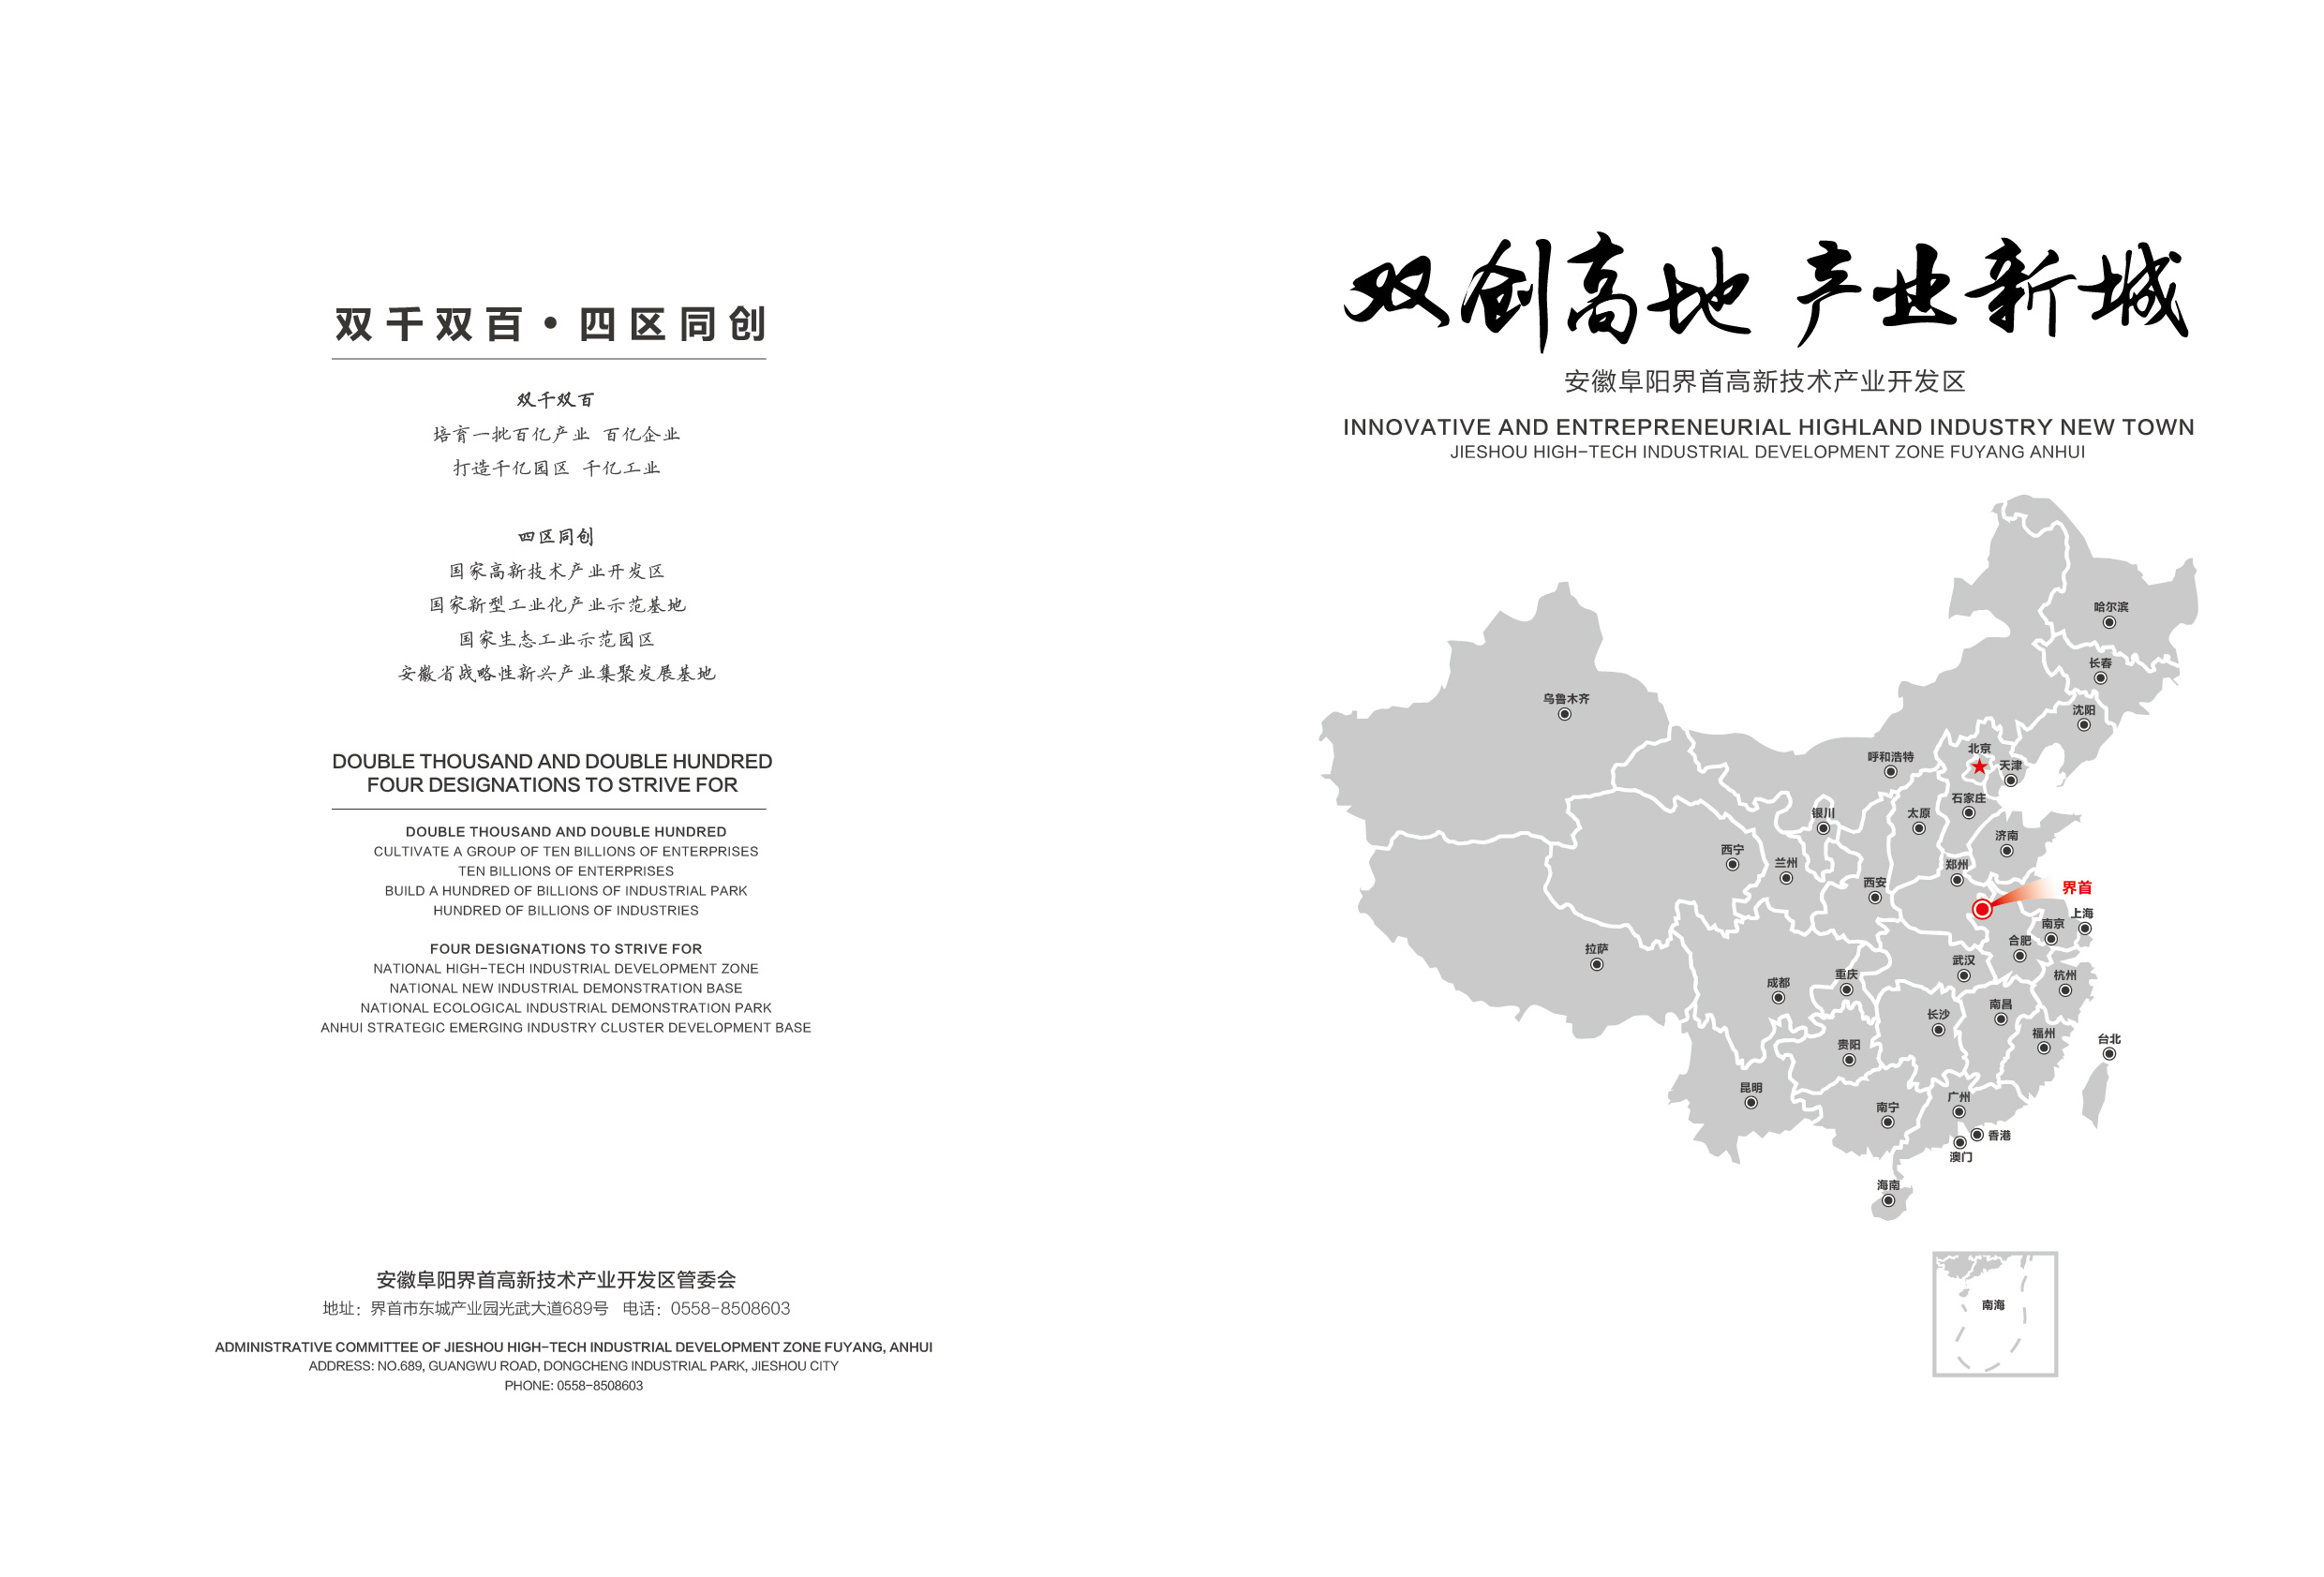 双千双百·四区同创
双千双百
培育一批百亿产业 百亿企业
打造千亿园区 千亿工业
四区同创
国家高新技术产业开发区
国家新型工业化产业示范基地
国家生态工业示范园区
安徽省战略性新兴产业集聚发展基地
DOUBLE THOUSAND AND DOUBLE HUNDRED
FOUR DESIGNATIONS TO STRIVE FOR
DOUBLE THOUSAND AND DOUBLE HUNDRED
CULTIVATE A GROUP OF TEN BILLIONS OF ENTERPRISES
TEN BILLIONS OF ENTERPRISES
BUILD A HUNDRED OF BILLIONS OF INDUSTRIAL PARK
HUNDRED OF BILLIONS OF INDUSTRIES
FOUR DESIGNATIONS TO STRIVE FOR
NATIONAL HIGH-TECH INDUSTRIAL DEVELOPMENT ZONE
NATIONAL NEW INDUSTRIAL DEMONSTRATION BASE
NATIONAL ECOLOGICAL INDUSTRIAL DEMONSTRATION PARK
ANHUI STRATEGIC EMERGING INDUSTRY CLUSTER DEVELOPMENT BASE
安徽阜阳界首高新技术产业开发区管委会
地址：界首市东城产业园光武大道689号 电话：0558-8508603
ADMINISTRATIVE COMMITTEE OF JIESHOU HIGH-TECH INDUSTRIAL DEVELOPMENT ZONE FUYANG, ANHUI
ADDRESS: NO.689, GUANGWU ROAD, DONGCHENG INDUSTRIAL PARK, JIESHOU CITY
PHONE: 0558-8508603
双创高地 产业新城
安徽阜阳界首高新技术产业开发区
INNOVATIVE AND ENTREPRENEURIAL HIGHLAND INDUSTRY NEW TOWN
JIESHOU HIGH-TECH INDUSTRIAL DEVELOPMENT ZONE FUYANG ANHUI
哈尔滨
长春
乌鲁木齐
沈阳
北京
呼和浩特
天津
石家庄
银川
太原
济南
西宁
兰州
郑州
西安
界首
上海
南京
合肥
拉萨
武汉
重庆
杭州
成都
南昌
长沙
福州
台北
贵阳
昆明
广州
南宁
香港
澳门
海南
南海